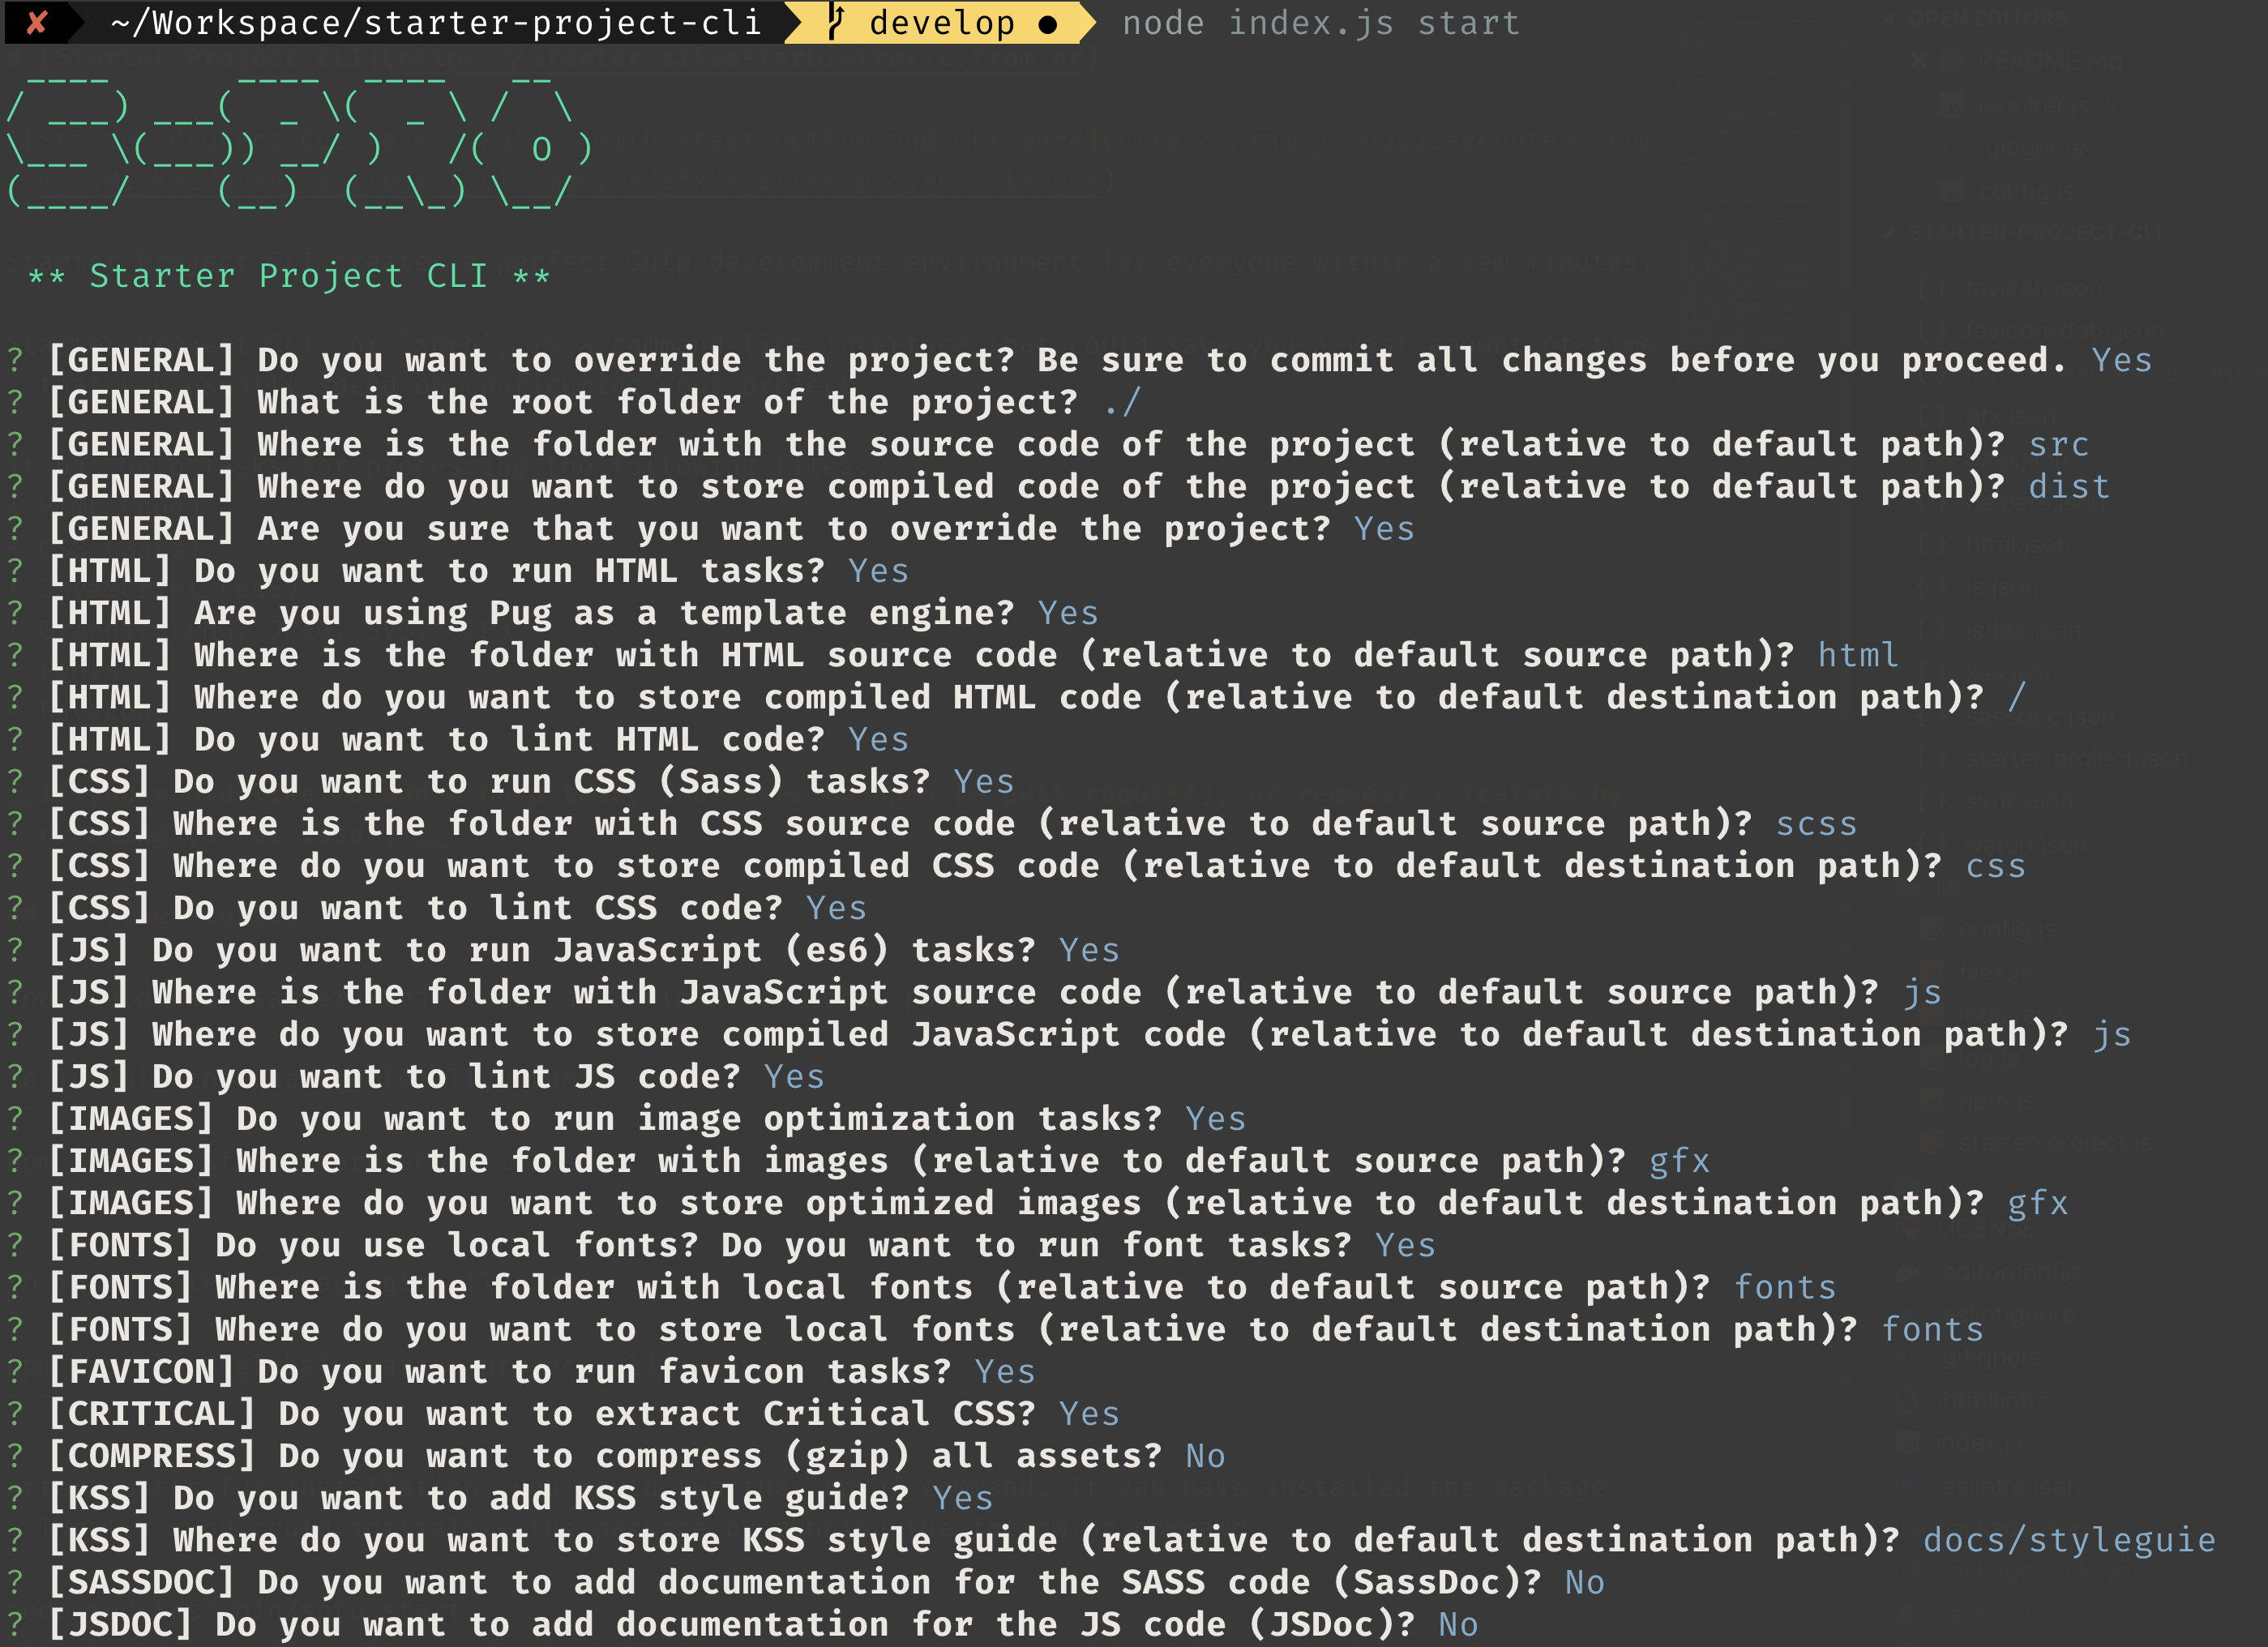 ✘ ~/Workspace/starter-project-cli develop ● node index.js start
 ____      ____  ____   __
/ ___) ___(  _ \(  _ \ /  \
\___ \(___)) __/ )   /(  O )
(____/    (__)  (__\_) \__/
** Starter Project CLI **
? [GENERAL] Do you want to override the project? Be sure to commit all changes before you proceed. Yes
? [GENERAL] What is the root folder of the project? ./
? [GENERAL] Where is the folder with the source code of the project (relative to default path)? src
? [GENERAL] Where do you want to store compiled code of the project (relative to default path)? dist
? [GENERAL] Are you sure that you want to override the project? Yes
? [HTML] Do you want to run HTML tasks? Yes
? [HTML] Are you using Pug as a template engine? Yes
? [HTML] Where is the folder with HTML source code (relative to default source path)? html
? [HTML] Where do you want to store compiled HTML code (relative to default destination path)? /
? [HTML] Do you want to lint HTML code? Yes
? [CSS] Do you want to run CSS (Sass) tasks? Yes
? [CSS] Where is the folder with CSS source code (relative to default source path)? scss
? [CSS] Where do you want to store compiled CSS code (relative to default destination path)? css
? [CSS] Do you want to lint CSS code? Yes
? [JS] Do you want to run JavaScript (es6) tasks? Yes
? [JS] Where is the folder with JavaScript source code (relative to default source path)? js
? [JS] Where do you want to store compiled JavaScript code (relative to default destination path)? js
? [JS] Do you want to lint JS code? Yes
? [IMAGES] Do you want to run image optimization tasks? Yes
? [IMAGES] Where is the folder with images (relative to default source path)? gfx
? [IMAGES] Where do you want to store optimized images (relative to default destination path)? gfx
? [FONTS] Do you use local fonts? Do you want to run font tasks? Yes
? [FONTS] Where is the folder with local fonts (relative to default source path)? fonts
? [FONTS] Where do you want to store local fonts (relative to default destination path)? fonts
? [FAVICON] Do you want to run favicon tasks? Yes
? [CRITICAL] Do you want to extract Critical CSS? Yes
? [COMPRESS] Do you want to compress (gzip) all assets? No
? [KSS] Do you want to add KSS style guide? Yes
? [KSS] Where do you want to store KSS style guide (relative to default destination path)? docs/styleguie
? [SASSDOC] Do you want to add documentation for the SASS code (SassDoc)? No
? [JSDOC] Do you want to add documentation for the JS code (JSDoc)? No